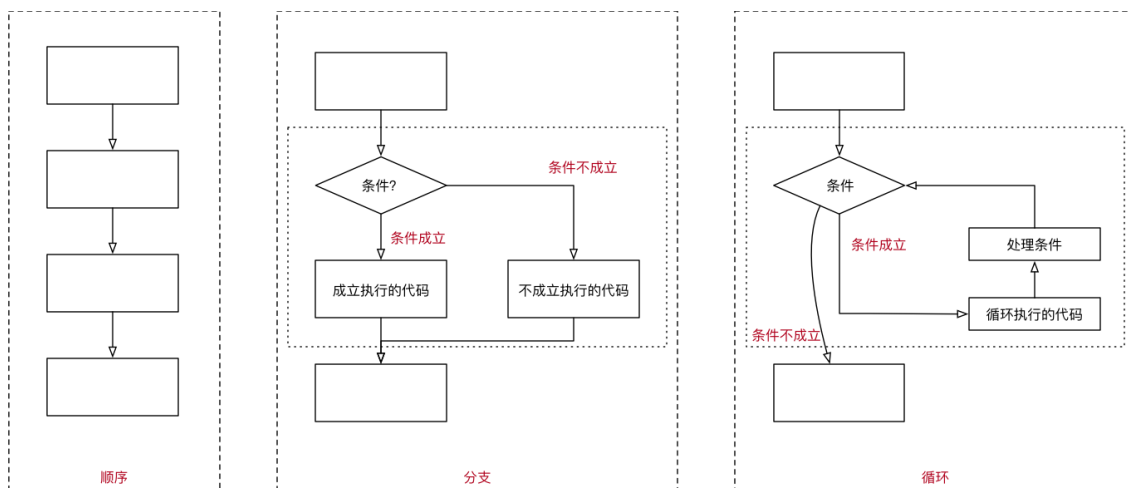 顺序
条件?
条件不成立
条件成立
成立执行的代码
不成立执行的代码
分支
条件
条件成立
处理条件
循环执行的代码
条件不成立
循环